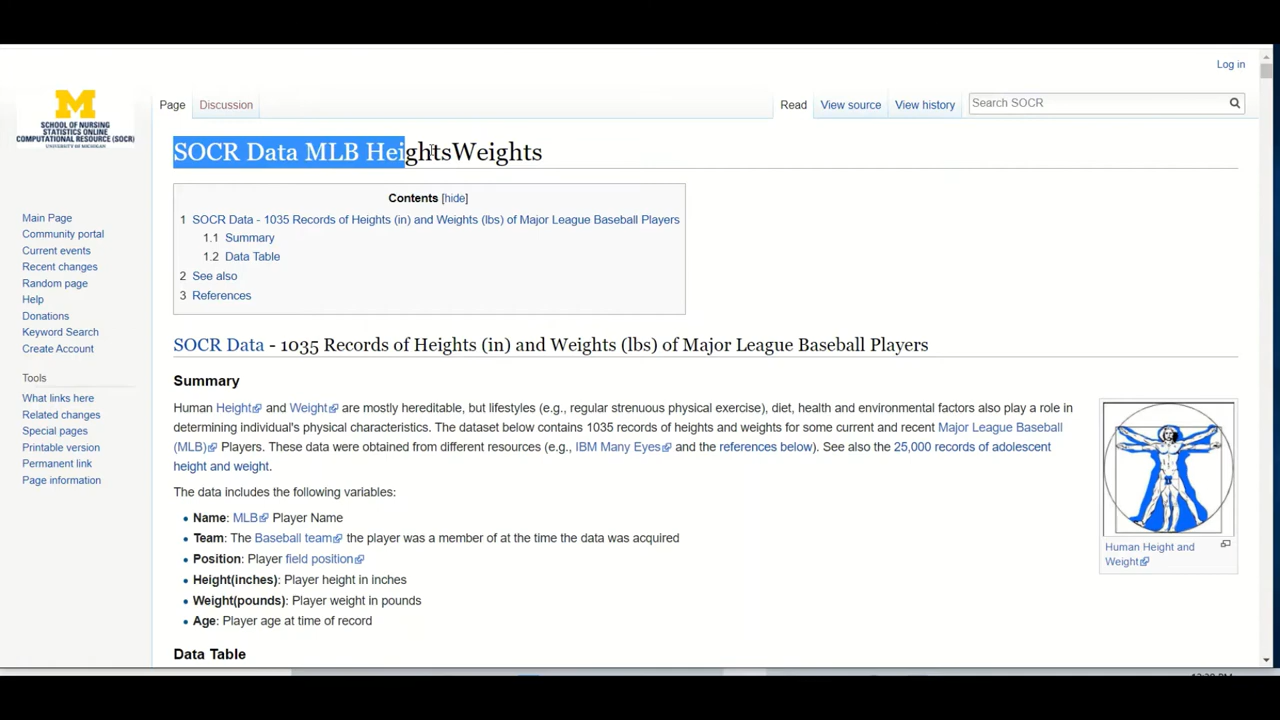 Log in
SCHOOL OF NURSING
STATISTICS ONLINE
COMPUTATIONAL RESOURCE (SOCR)
UNIVERSITY OF MICHIGAN
Page Discussion Read View source View history Search SOCR
SOCR Data MLB HeightsWeights
Contents [hide]
1 SOCR Data - 1035 Records of Heights (in) and Weights (lbs) of Major League Baseball Players
1.1 Summary
1.2 Data Table
2 See also
3 References
Main Page
Community portal
Current events
Recent changes
Random page
Help
Donations
Keyword Search
Create Account
Tools
What links here
Related changes
Special pages
Printable version
Permanent link
Page information
SOCR Data - 1035 Records of Heights (in) and Weights (lbs) of Major League Baseball Players
Summary
Human Height and Weight are mostly hereditable, but lifestyles (e.g., regular strenuous physical exercise), diet, health and environmental factors also play a role in
determining individual's physical characteristics. The dataset below contains 1035 records of heights and weights for some current and recent Major League Baseball
(MLB) Players. These data were obtained from different resources (e.g., IBM Many Eyes and the references below). See also the 25,000 records of adolescent
height and weight.
The data includes the following variables:
• Name: MLB Player Name
• Team: The Baseball team the player was a member of at the time the data was acquired
• Position: Player field position
• Height(inches): Player height in inches
• Weight(pounds): Player weight in pounds
• Age: Player age at time of record
Human Height and
Weight
Data Table